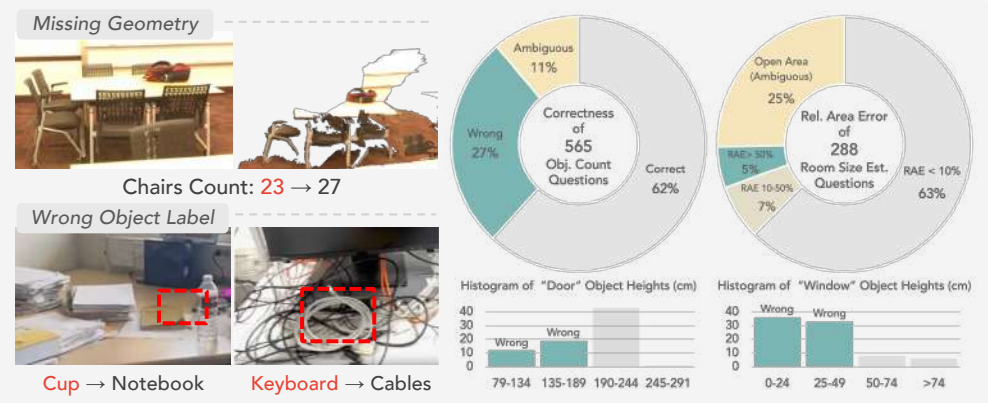 Missing Geometry
Chairs Count: 23 → 27
Wrong Object Label
Cup → Notebook
Keyboard → Cables
Ambiguous
11%
Wrong
27%
Correctness
of
565
Obj. Count
Questions
Correct
62%
Open Area
(Ambiguous)
25%
RAE> 50%
5%
RAE 10-50%
7%
Rel. Area Error
of
288
Room Size Est.
Questions
RAE < 10%
63%
Histogram of "Door" Object Heights (cm)
40
30
20
10
0
Wrong
Wrong
79-134 135-189 190-244 245-291
Histogram of "Window" Object Heights (cm)
40
30
20
10
0
Wrong
Wrong
0-24 25-49 50-74 >74